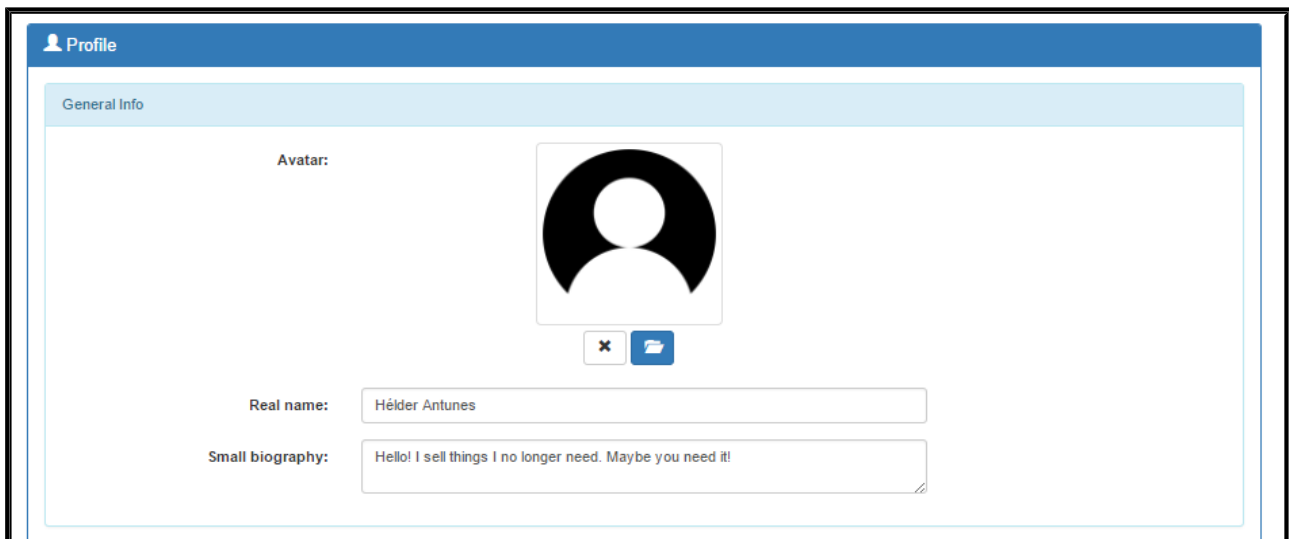 Profile
General Info
Avatar:
Real name:
Hélder Antunes
Small biography:
Hello! I sell things I no longer need. Maybe you need it!